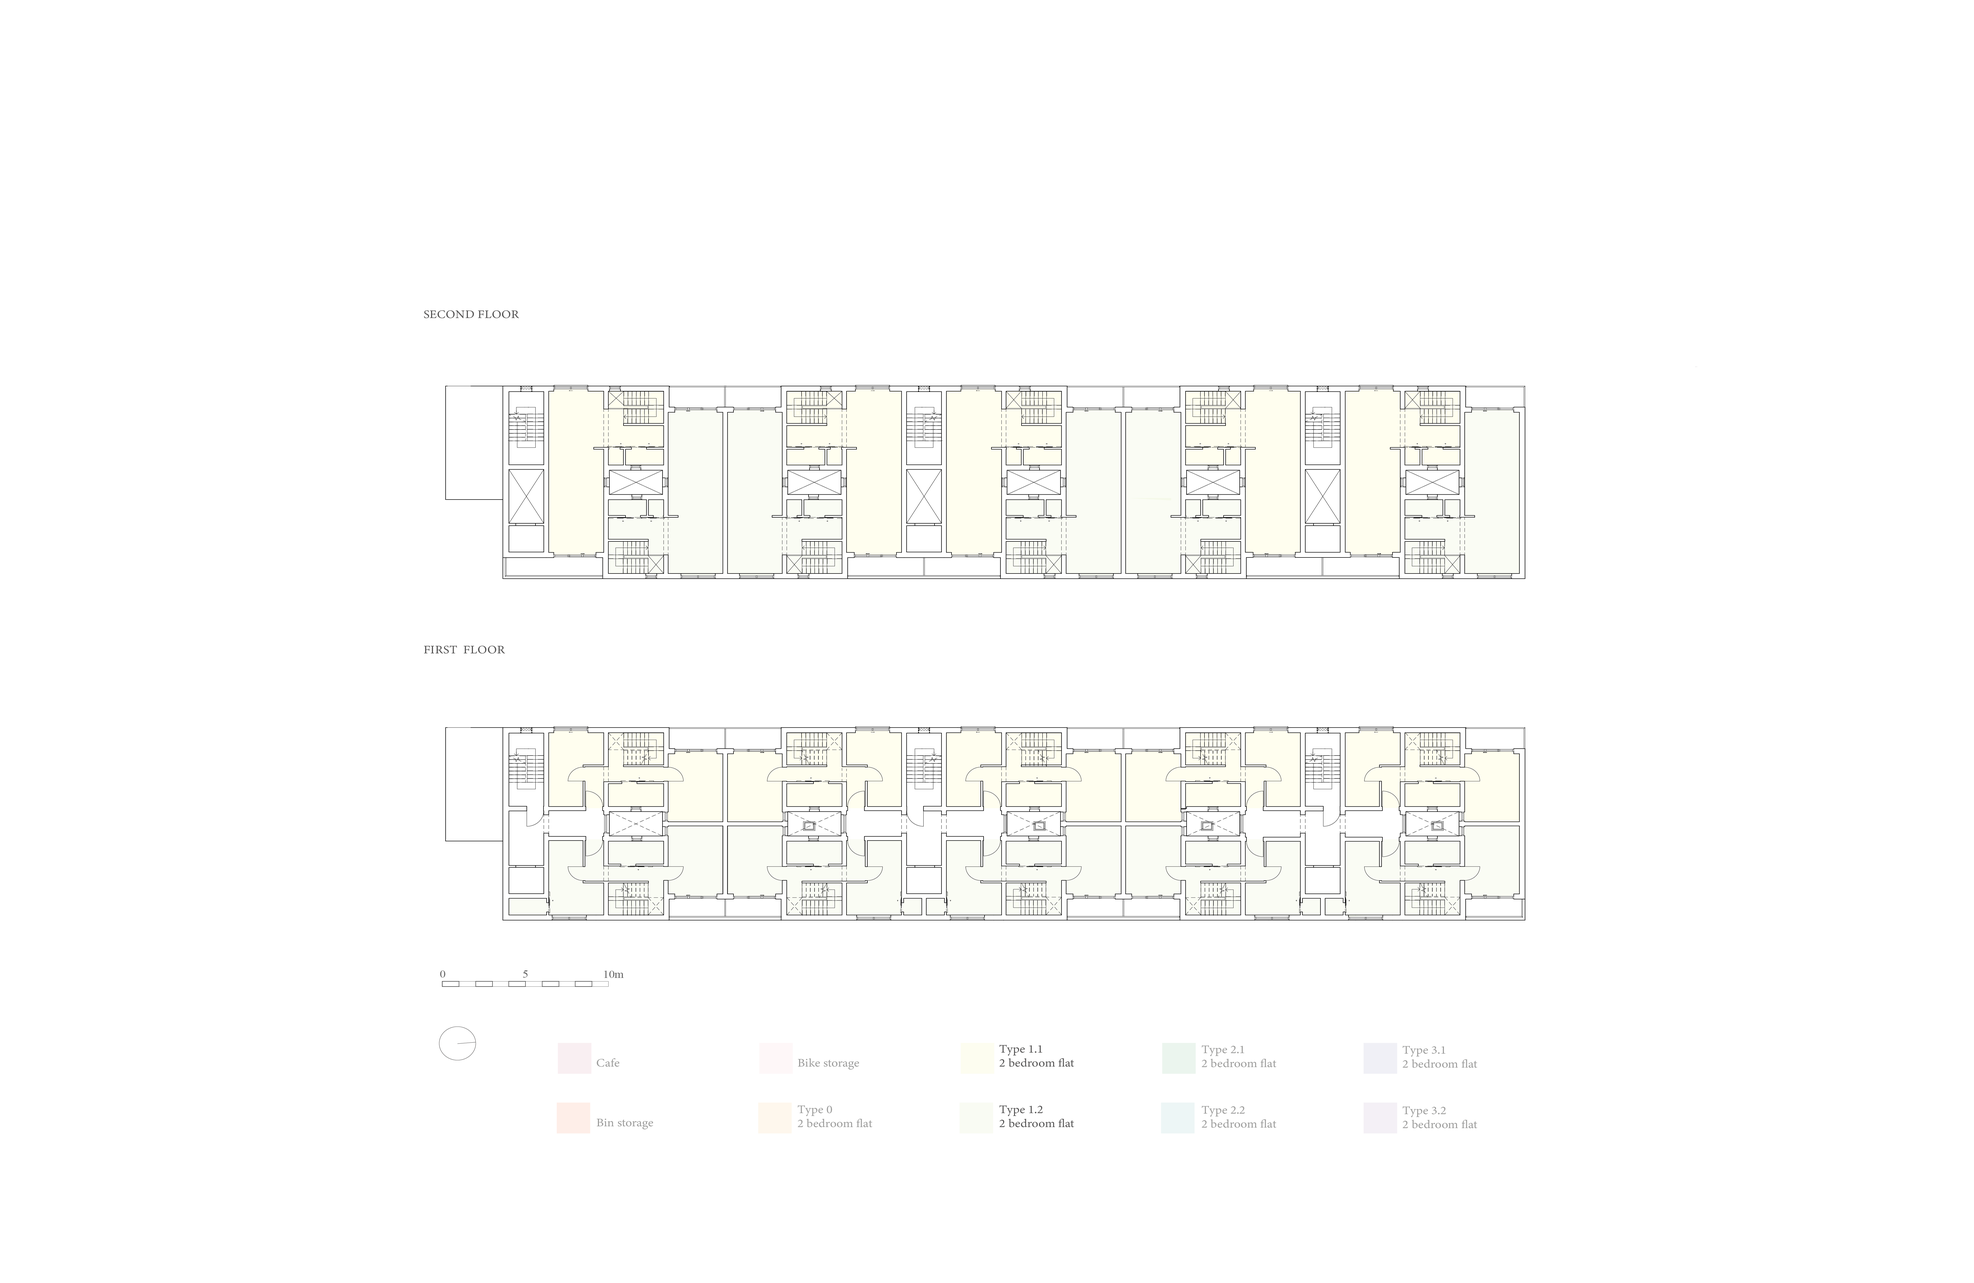 SECOND FLOOR
FIRST FLOOR
0 5 10m
Cafe
Bike storage
Type 1.1
2 bedroom flat
Type 2.1
2 bedroom flat
Type 3.1
2 bedroom flat
Bin storage
Type 0
2 bedroom flat
Type 1.2
2 bedroom flat
Type 2.2
2 bedroom flat
Type 3.2
2 bedroom flat